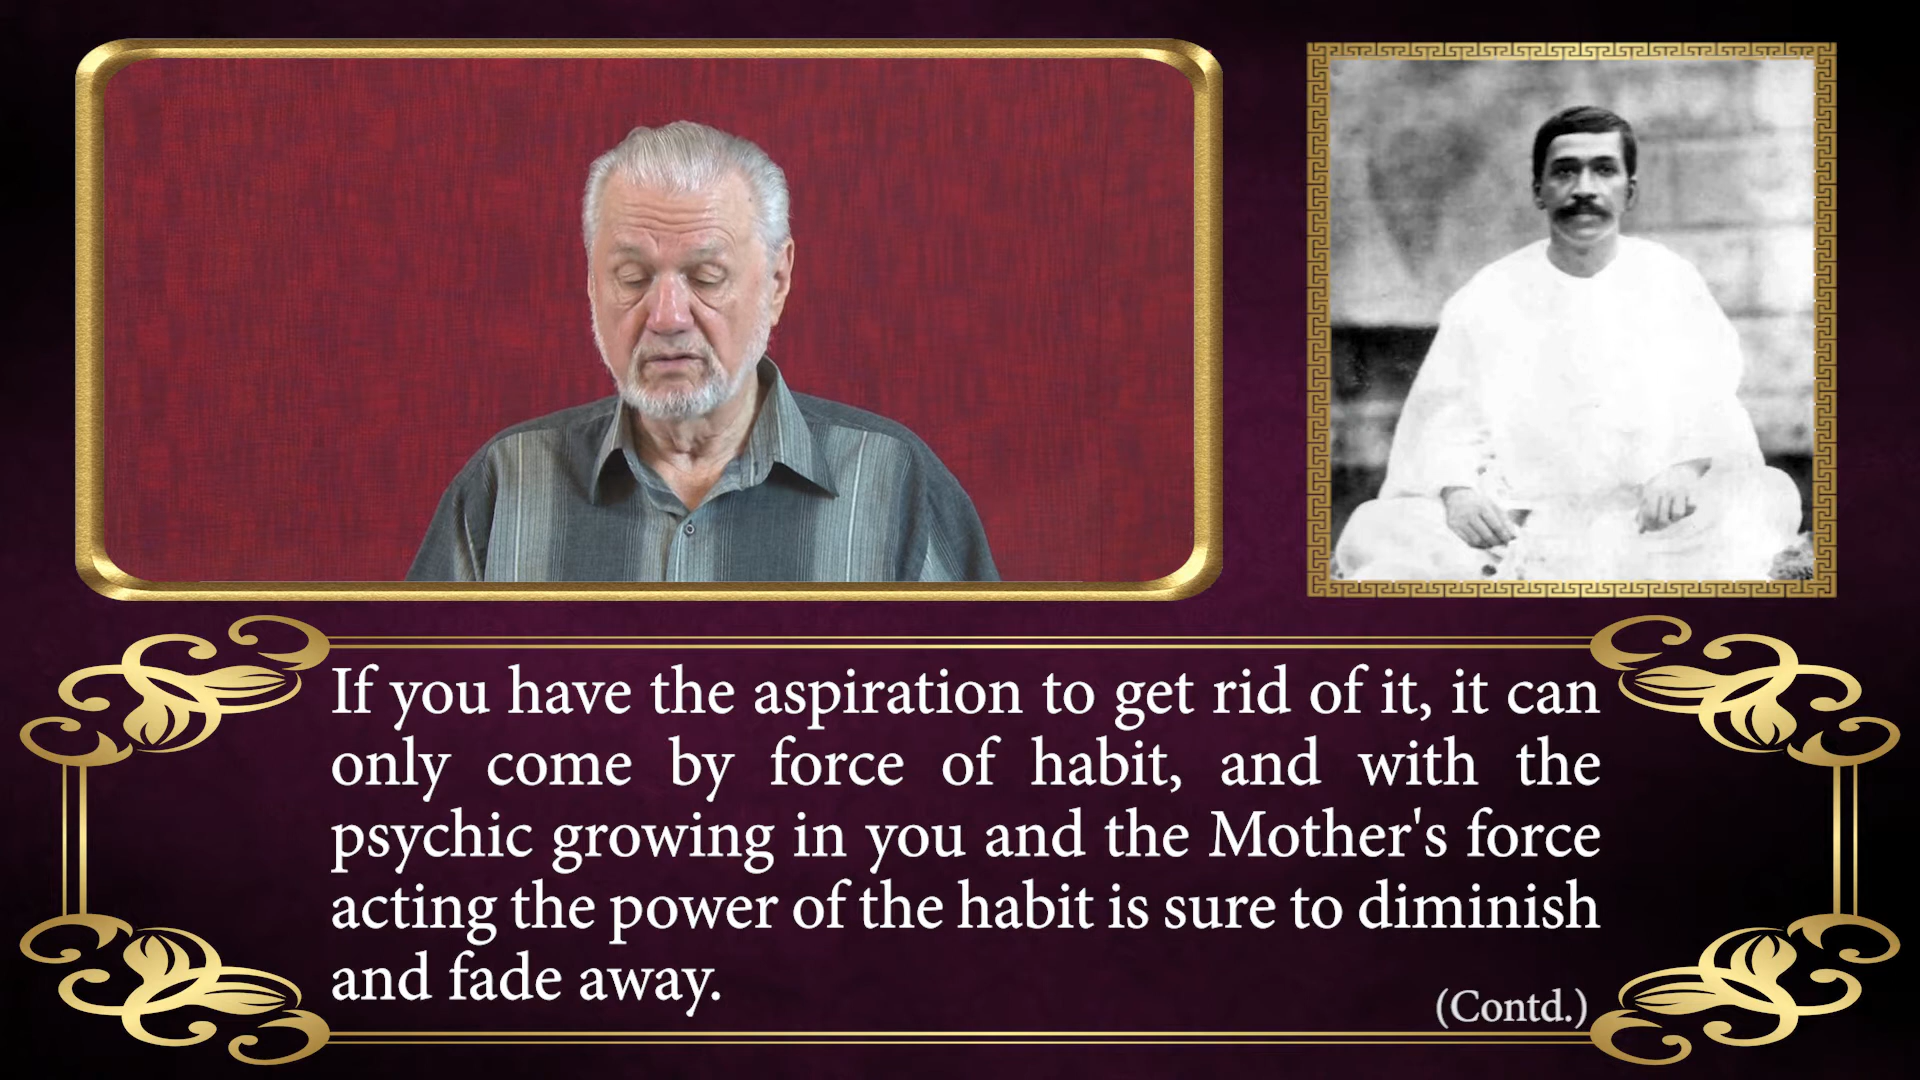 If you have the aspiration to get rid of it, it can
only come by force of habit, and with the
psychic growing in you and the Mother's force
acting the power of the habit is sure to diminish
and fade away.
(Contd.)